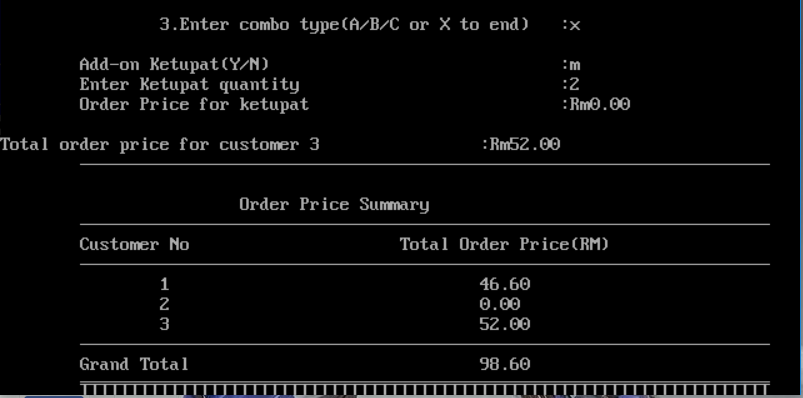 3.Enter combo type(A/B/C or X to end) :x
Add-on Ketupat(Y/N) :m
Enter Ketupat quantity :2
Order Price for ketupat :Rm0.00
Total order price for customer 3 :Rm52.00
Order Price Summary
Customer No Total Order Price(RM)
1 46.60
2 0.00
3 52.00
Grand Total 98.60